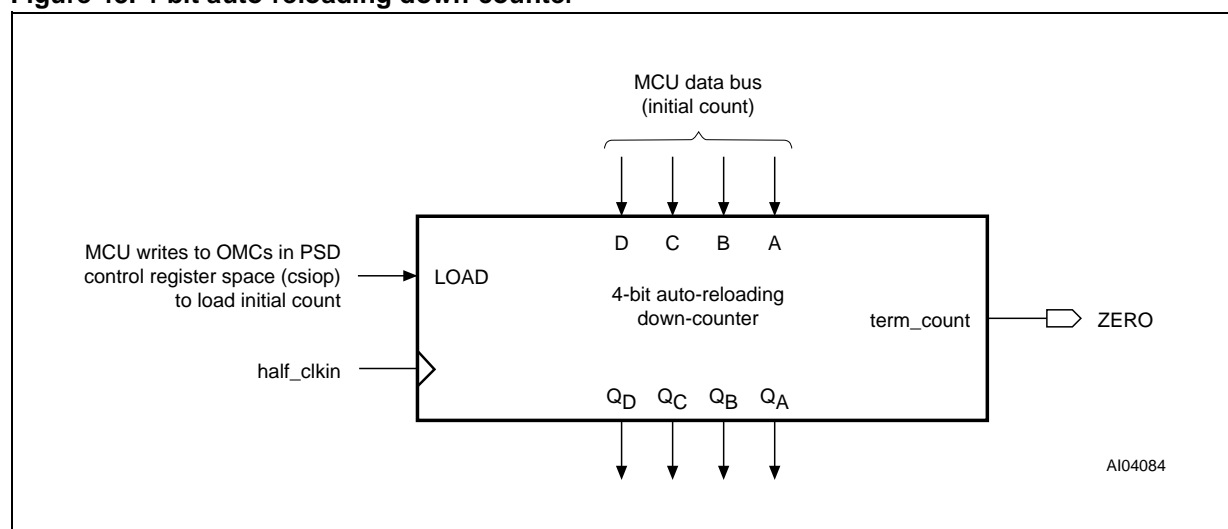 MCU data bus
(initial count)
D C B A
MCU writes to OMCs in PSD
control register space (csiop)
to load initial count
LOAD
4-bit auto-reloading
down-counter
term_count
ZERO
half_clkin
QD QC QB QA
AI04084